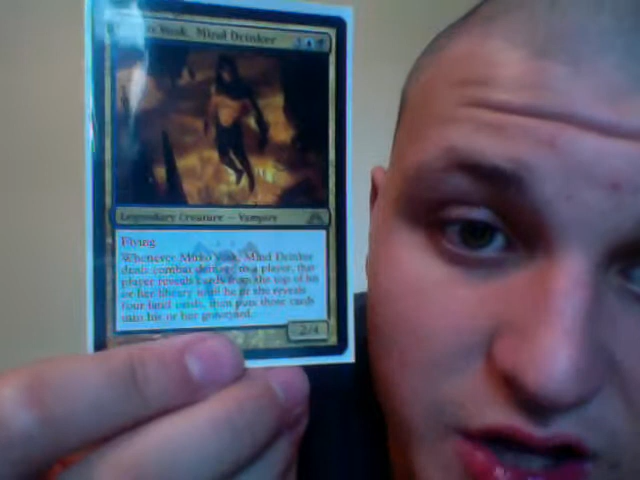 Vosk, Mind Drinker
Legendary Creature — Vampire
Flying
Whenever Mirko Vosk, Mind Drinker
deals combat damage to a player, that
player reveals cards from the top of his
or her library until he or she reveals
four land cards, then puts those cards
into his or her graveyard.
2/4